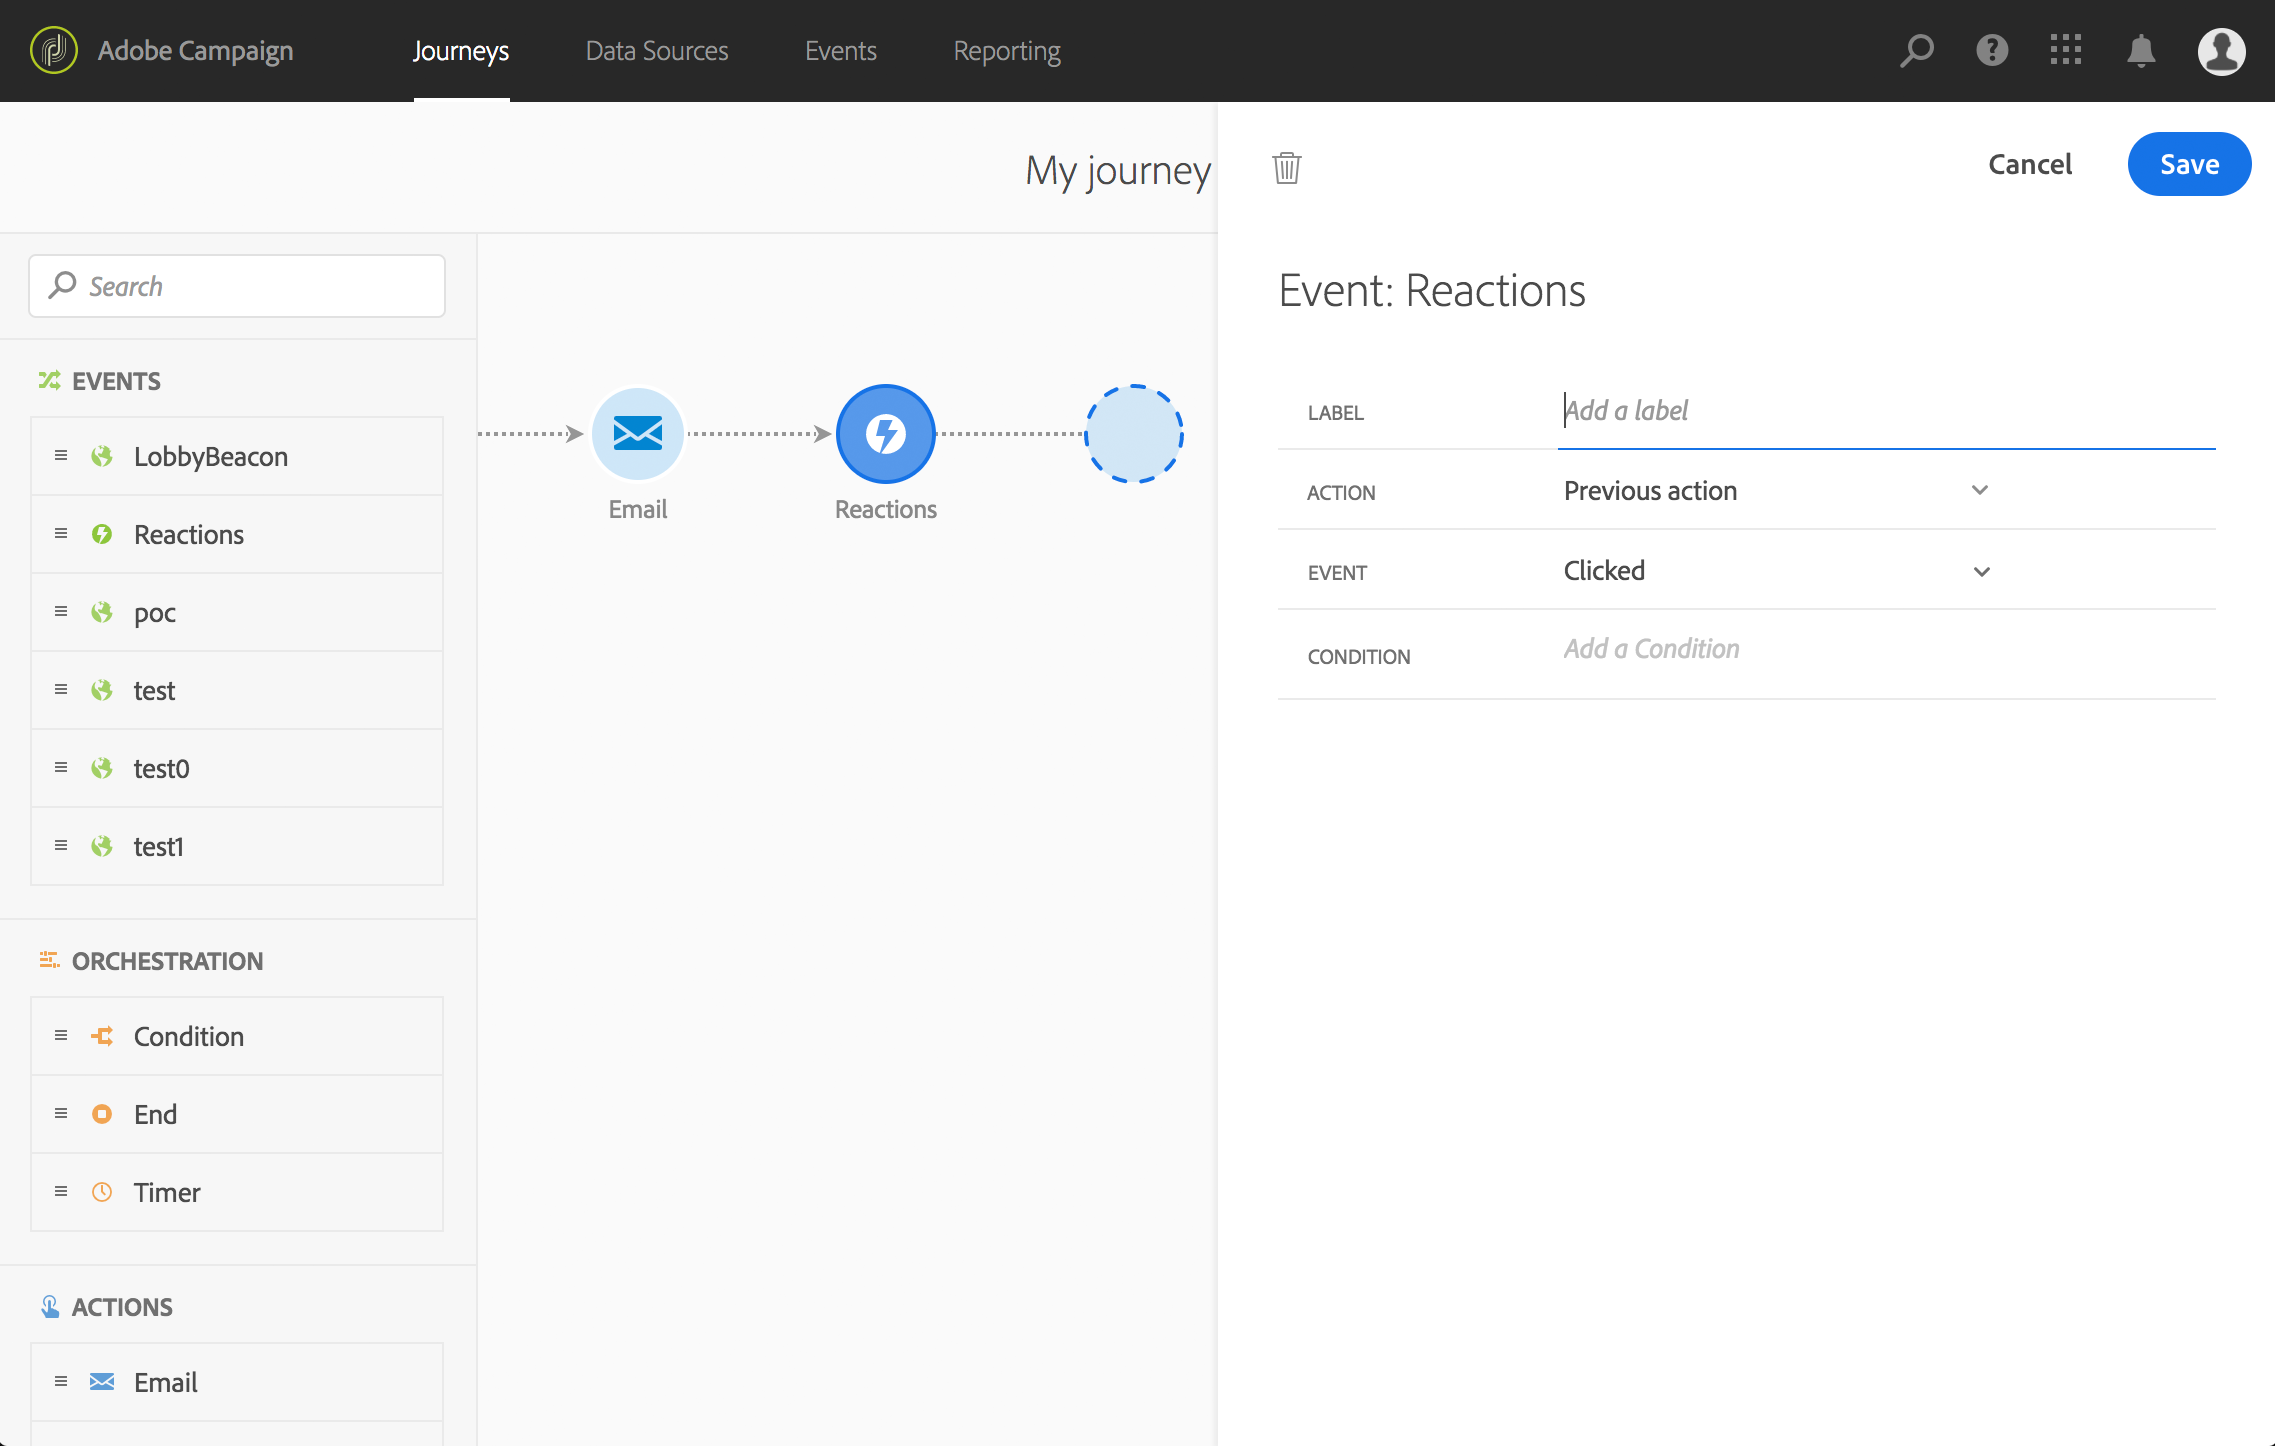 Adobe Campaign
Journeys
Data Sources
Events
Reporting
My journey
Cancel
Save
Search
EVENTS
LobbyBeacon
Reactions
poc
test
test0
test1
ORCHESTRATION
Condition
End
Timer
ACTIONS
Email
Email
Reactions
Event: Reactions
LABEL Add a label
ACTION Previous action
EVENT Clicked
CONDITION Add a Condition